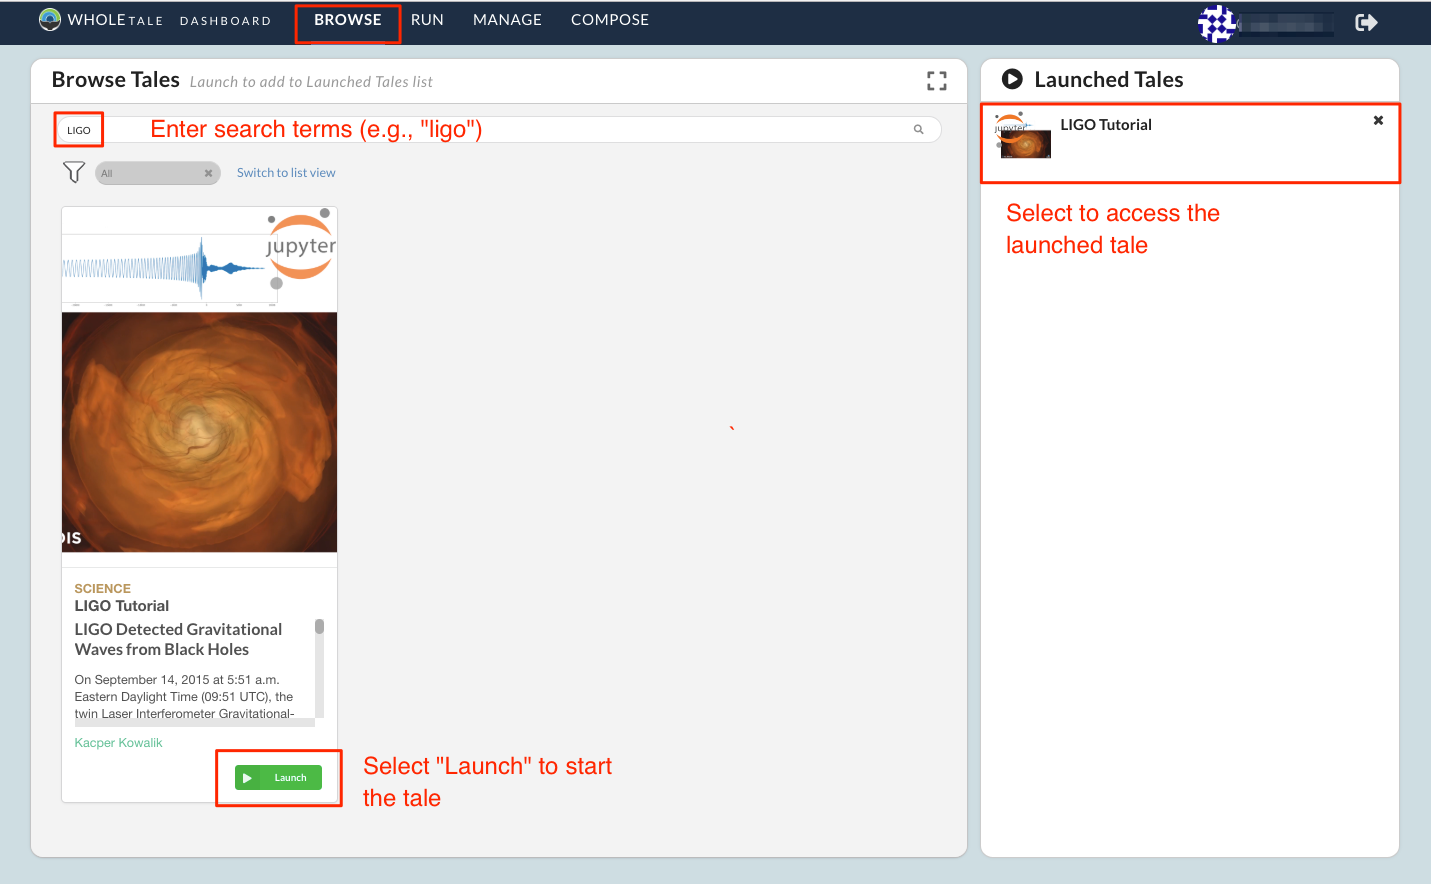 WHOLETALE DASHBOARD BROWSE RUN MANAGE COMPOSE
Browse Tales Launch to add to Launched Tales list
LIGO Enter search terms (e.g., "ligo")
All Switch to list view
jupyter
DIS
SCIENCE
LIGO Tutorial
LIGO Detected Gravitational
Waves from Black Holes
On September 14, 2015 at 5:51 a.m.
Eastern Daylight Time (09:51 UTC), the
twin Laser Interferometer Gravitational-
Kacper Kowalik
Launch
Select "Launch" to start
the tale
Launched Tales
jupyter
LIGO Tutorial
Select to access the
launched tale